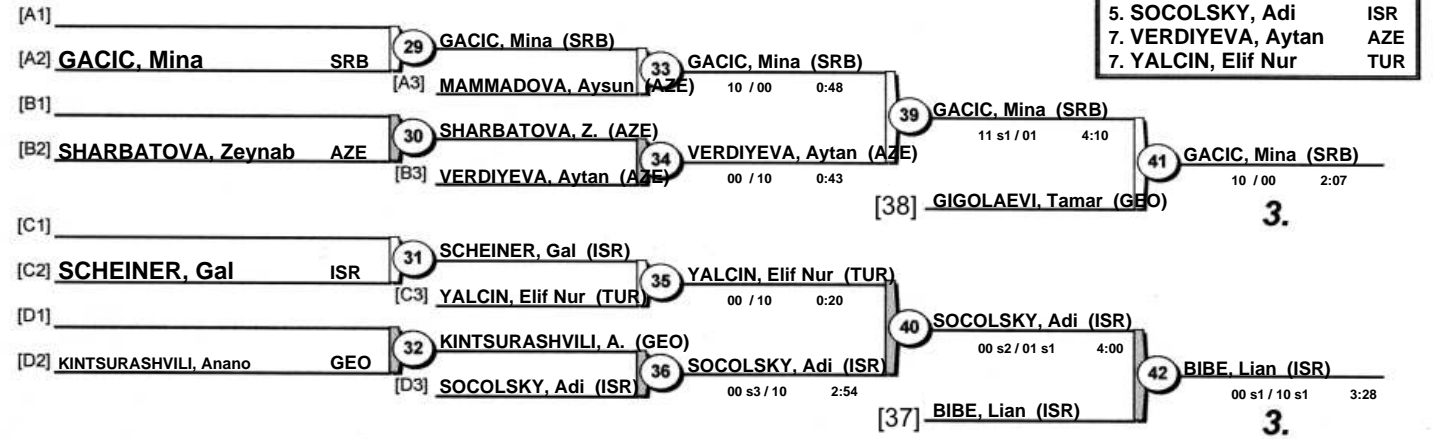 [A1]
[A2] GACIC, Mina SRB
29
GACIC, Mina (SRB)
[A3] MAMMADOVA, Aysun (AZE)
33
GACIC, Mina (SRB)
10 / 00 0:48
[B1]
[B2] SHARBATOVA, Zeynab AZE
30
SHARBATOVA, Z. (AZE)
[B3] VERDIYEVA, Aytan (AZE)
34
VERDIYEVA, Aytan (AZE)
00 / 10 0:43
39
GACIC, Mina (SRB)
11 s1 / 01 4:10
[38] GIGOLAEVI, Tamar (GEO)
41
GACIC, Mina (SRB)
10 / 00 2:07
3.
[C1]
[C2] SCHEINER, Gal ISR
31
SCHEINER, Gal (ISR)
[C3] YALCIN, Elif Nur (TUR)
35
YALCIN, Elif Nur (TUR)
00 / 10 0:20
[D1]
[D2] KINTSURASHVILI, Anano GEO
32
KINTSURASHVILI, A. (GEO)
[D3] SOCOLSKY, Adi (ISR)
36
SOCOLSKY, Adi (ISR)
00 s3 / 10 2:54
40
SOCOLSKY, Adi (ISR)
00 s2 / 01 s1 4:00
[37] BIBE, Lian (ISR)
42
BIBE, Lian (ISR)
00 s1 / 10 s1 3:28
3.
5. SOCOLSKY, Adi ISR
7. VERDIYEVA, Aytan AZE
7. YALCIN, Elif Nur TUR